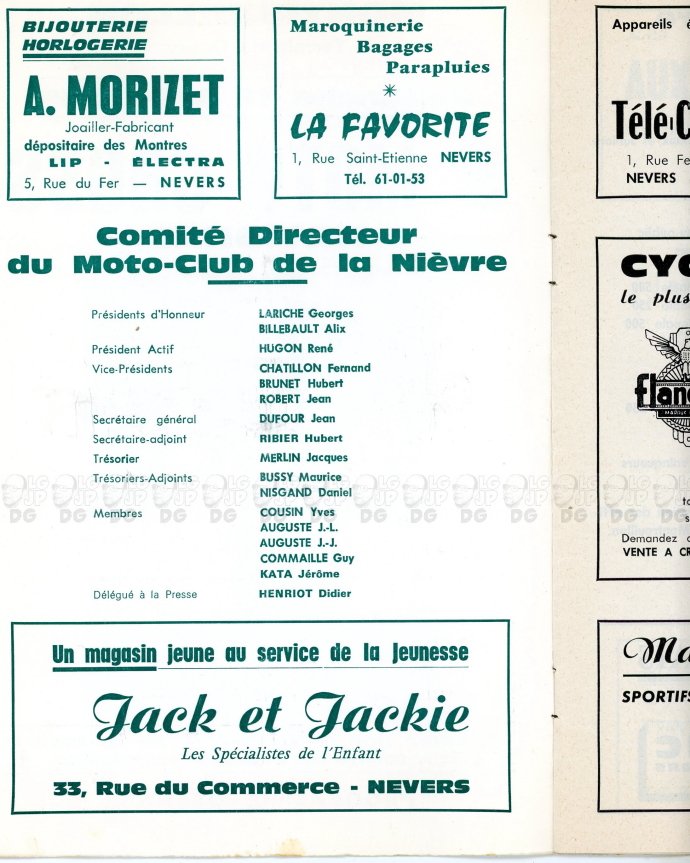 BIJOUTERIE
HORLOGERIE
A. MORIZET
Joailler-Fabricant
dépositaire des Montres
LIP - ÉLECTRA
5, Rue du Fer — NEVERS
Maroquinerie
Bagages
Parapluies
LA FAVORITE
1, Rue Saint-Etienne NEVERS
Tél. 61-01-53
Comité Directeur
du Moto-Club de la Nièvre
Présidents d'Honneur LARICHE Georges
BILLEBAULT Alix
Président Actif HUGON René
Vice-Présidents CHATILLON Fernand
BRUNET Hubert
ROBERT Jean
Secrétaire général DUFOUR Jean
Secrétaire-adjoint RIBIER Hubert
Trésorier MERLIN Jacques
Trésoriers-Adjoints BUSSY Maurice
NISGAND Daniel
Membres COUSIN Yves
AUGUSTE J.-L.
AUGUSTE J.-J.
COMMAILLE Guy
KATA Jérôme
Délégué à la Presse HENRIOT Didier
Un magasin jeune au service de la Jeunesse
Jack et Jackie
Les Spécialistes de l'Enfant
33, Rue du Commerce - NEVERS
Appareils
Télé-C
1, Rue Fe
NEVERS
CYC
le plus
fland
to
s
Demandez
VENTE A CR
Ma
SPORTIFS